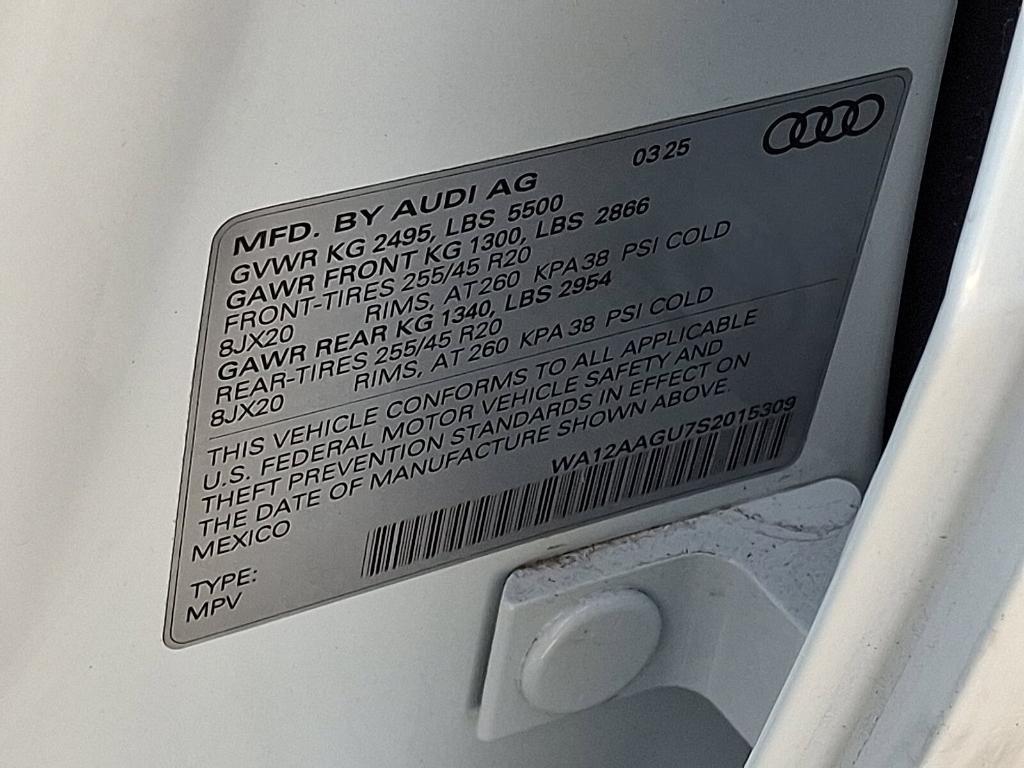 03 25
MFD. BY AUDI AG
GVWR KG 2495, LBS 5500
GAWR FRONT KG 1300, LBS 2866
FRONT-TIRES 255/45 R20
8JX20 RIMS, AT 260 KPA 38 PSI COLD
GAWR REAR KG 1340, LBS 2954
REAR-TIRES 255/45 R20
8JX20 RIMS, AT 260 KPA 38 PSI COLD
THIS VEHICLE CONFORMS TO ALL APPLICABLE
U.S. FEDERAL MOTOR VEHICLE SAFETY AND
THEFT PREVENTION STANDARDS IN EFFECT ON
THE DATE OF MANUFACTURE SHOWN ABOVE.
MEXICO
WA12AAGU7S2015309
TYPE:
MPV